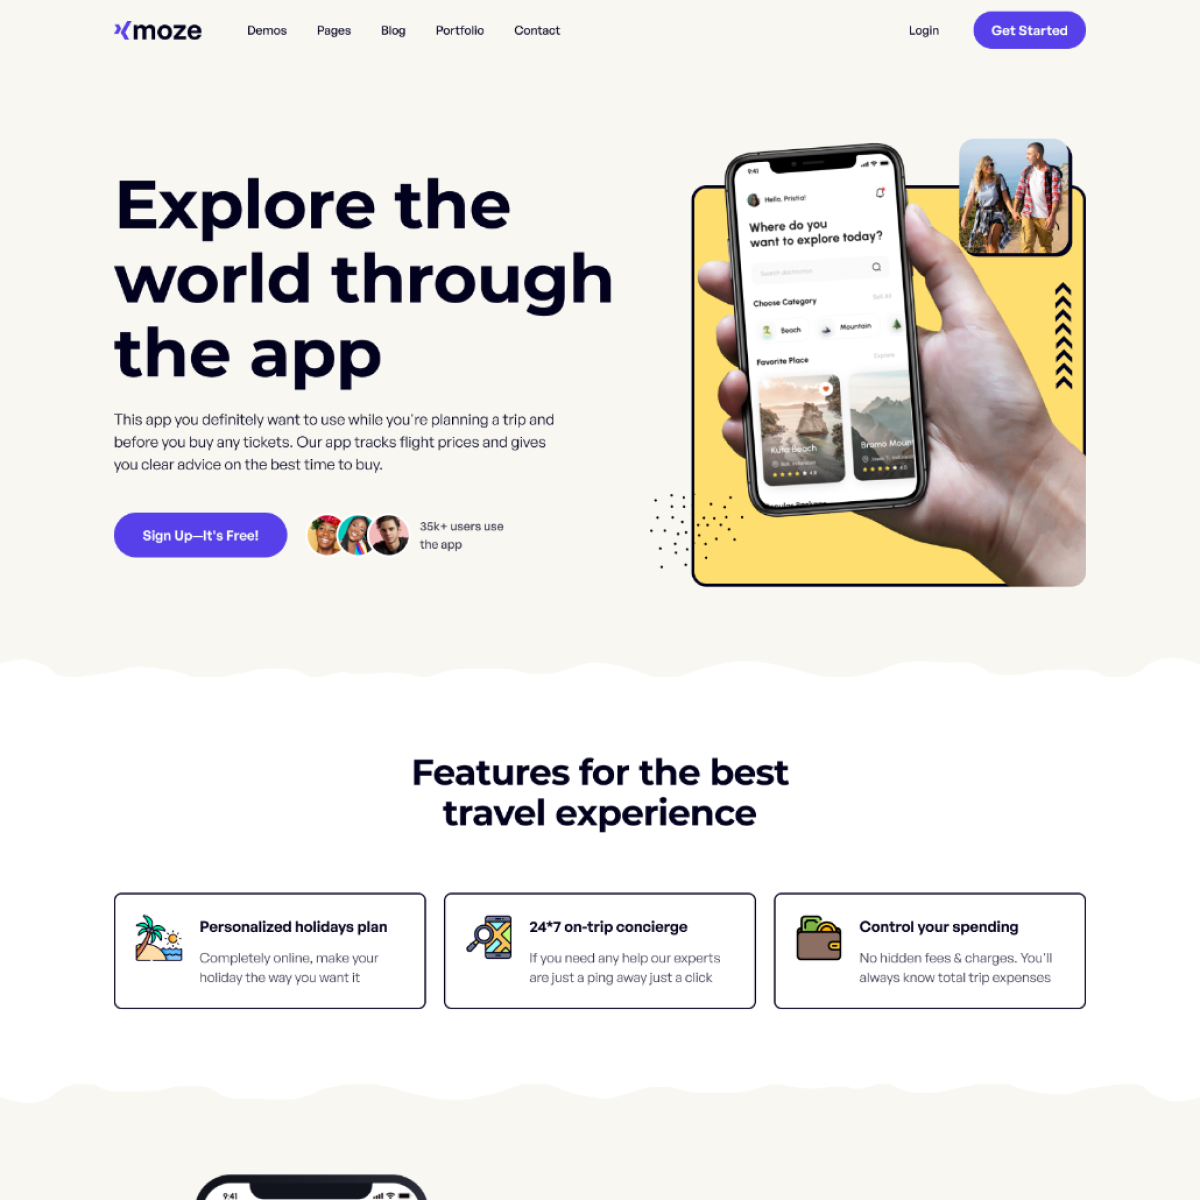 moze
Demos Pages Blog Portfolio Contact
Login Get Started
Explore the
world through
the app
This app you definitely want to use while you're planning a trip and
before you buy any tickets. Our app tracks flight prices and gives
you clear advice on the best time to buy.
Sign Up—It's Free!
35k+ users use
the app
9:41
Hello, Pristia!
Where do you
want to explore today?
Search destination
Choose Category
Beach Mountain
Favorite Place
Explore
Kuta Beach
Bali, Indonesia
4.9
Bromo Moun
Features for the best
travel experience
Personalized holidays plan
Completely online, make your
holiday the way you want it
24*7 on-trip concierge
If you need any help our experts
are just a ping away just a click
Control your spending
No hidden fees & charges. You'll
always know total trip expenses
9:41